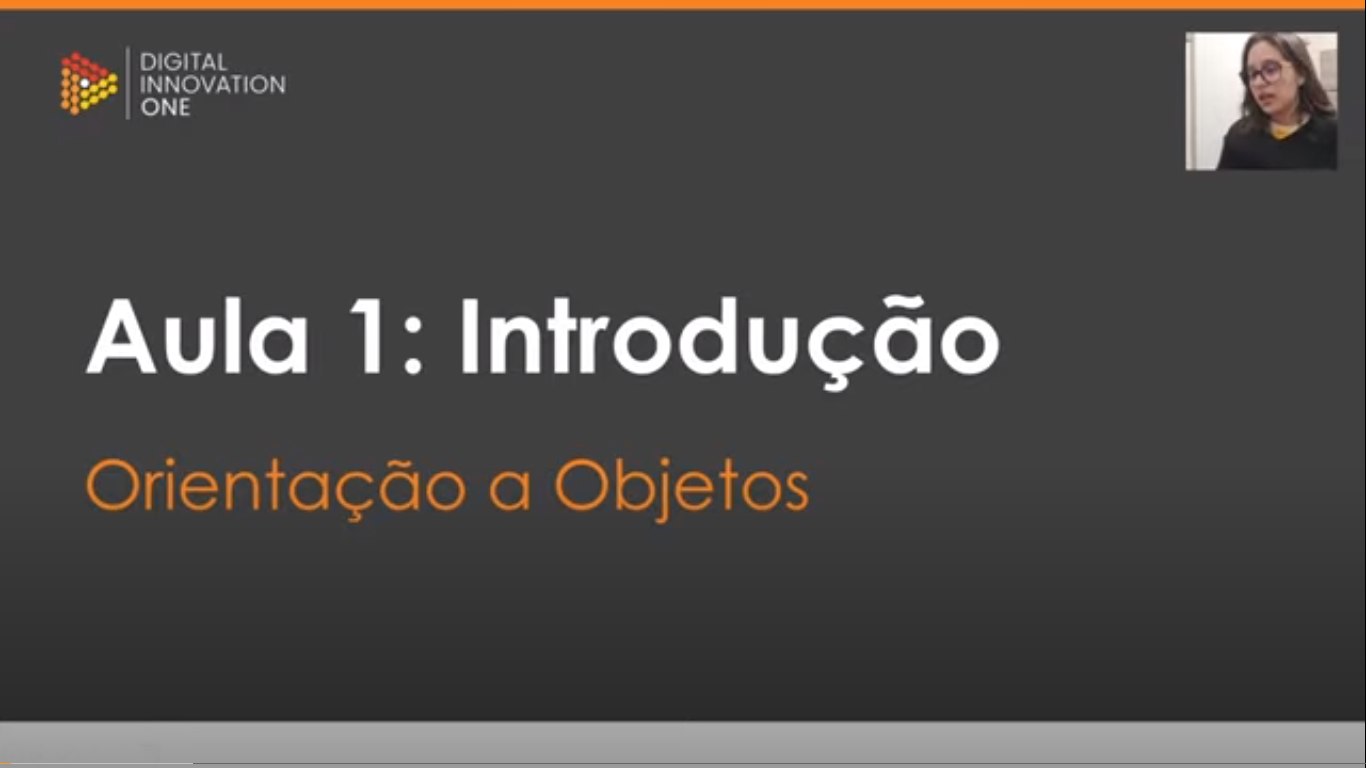 DIGITAL
INNOVATION
ONE
Aula 1: Introdução
Orientação a Objetos